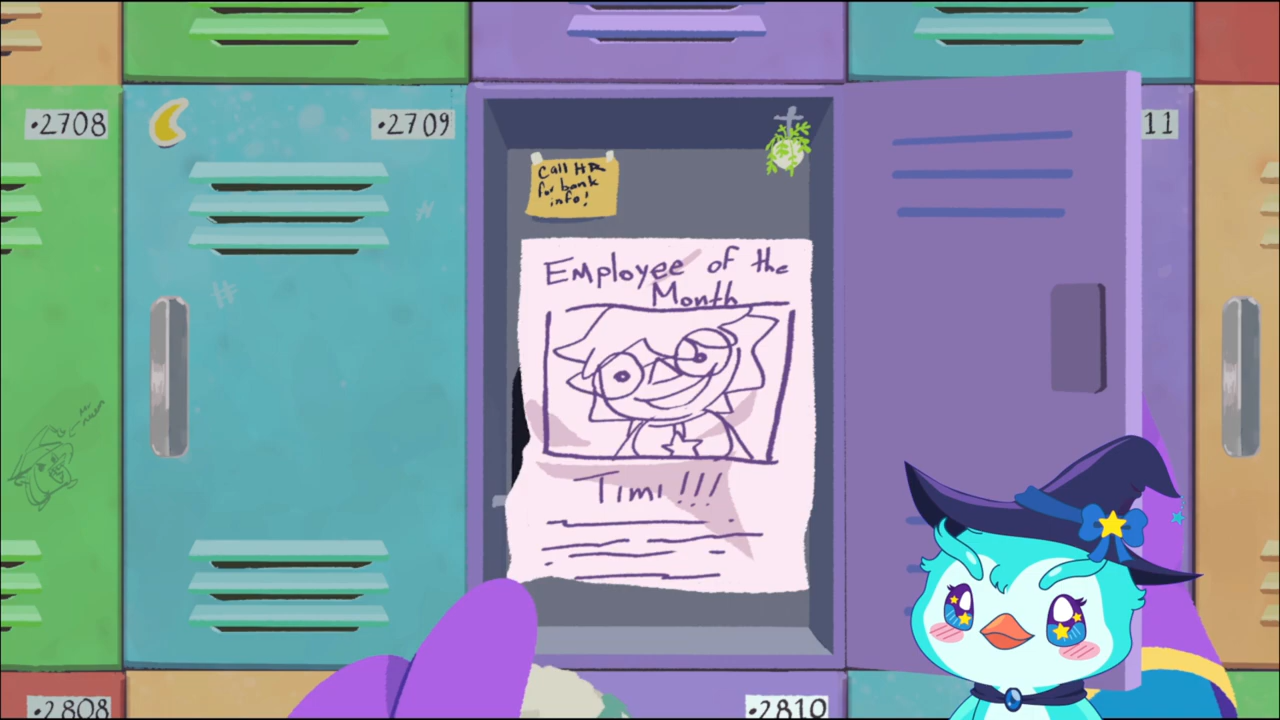 •2708
•2709
11
Call HR
for bank
info!
Employee of the
Month
Timi!!!
•2808
•2810